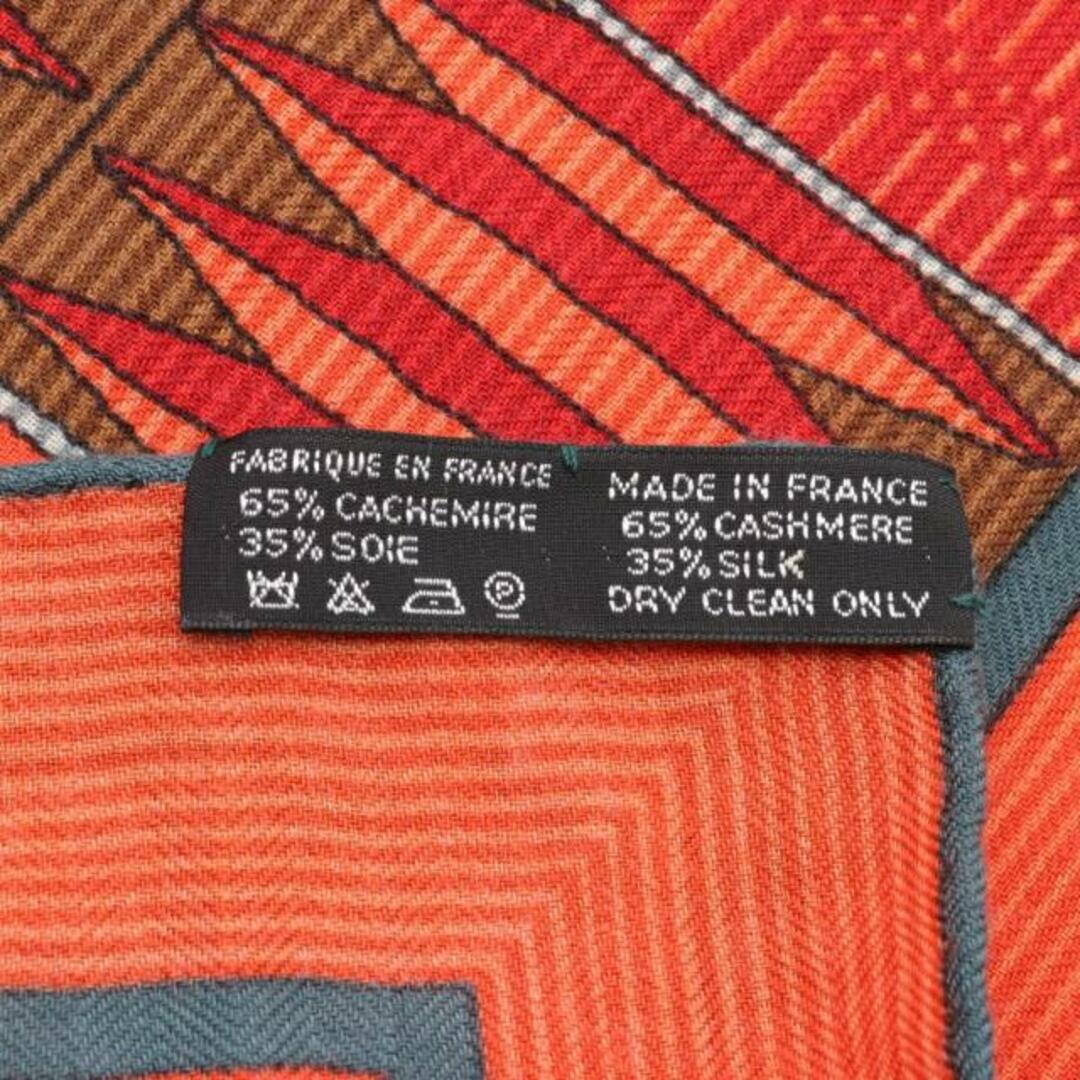 FABRIQUE EN FRANCE
65% CACHEMIRE
35% SOIE
P
MADE IN FRANCE
65% CASHMERE
35% SILK
DRY CLEAN ONLY